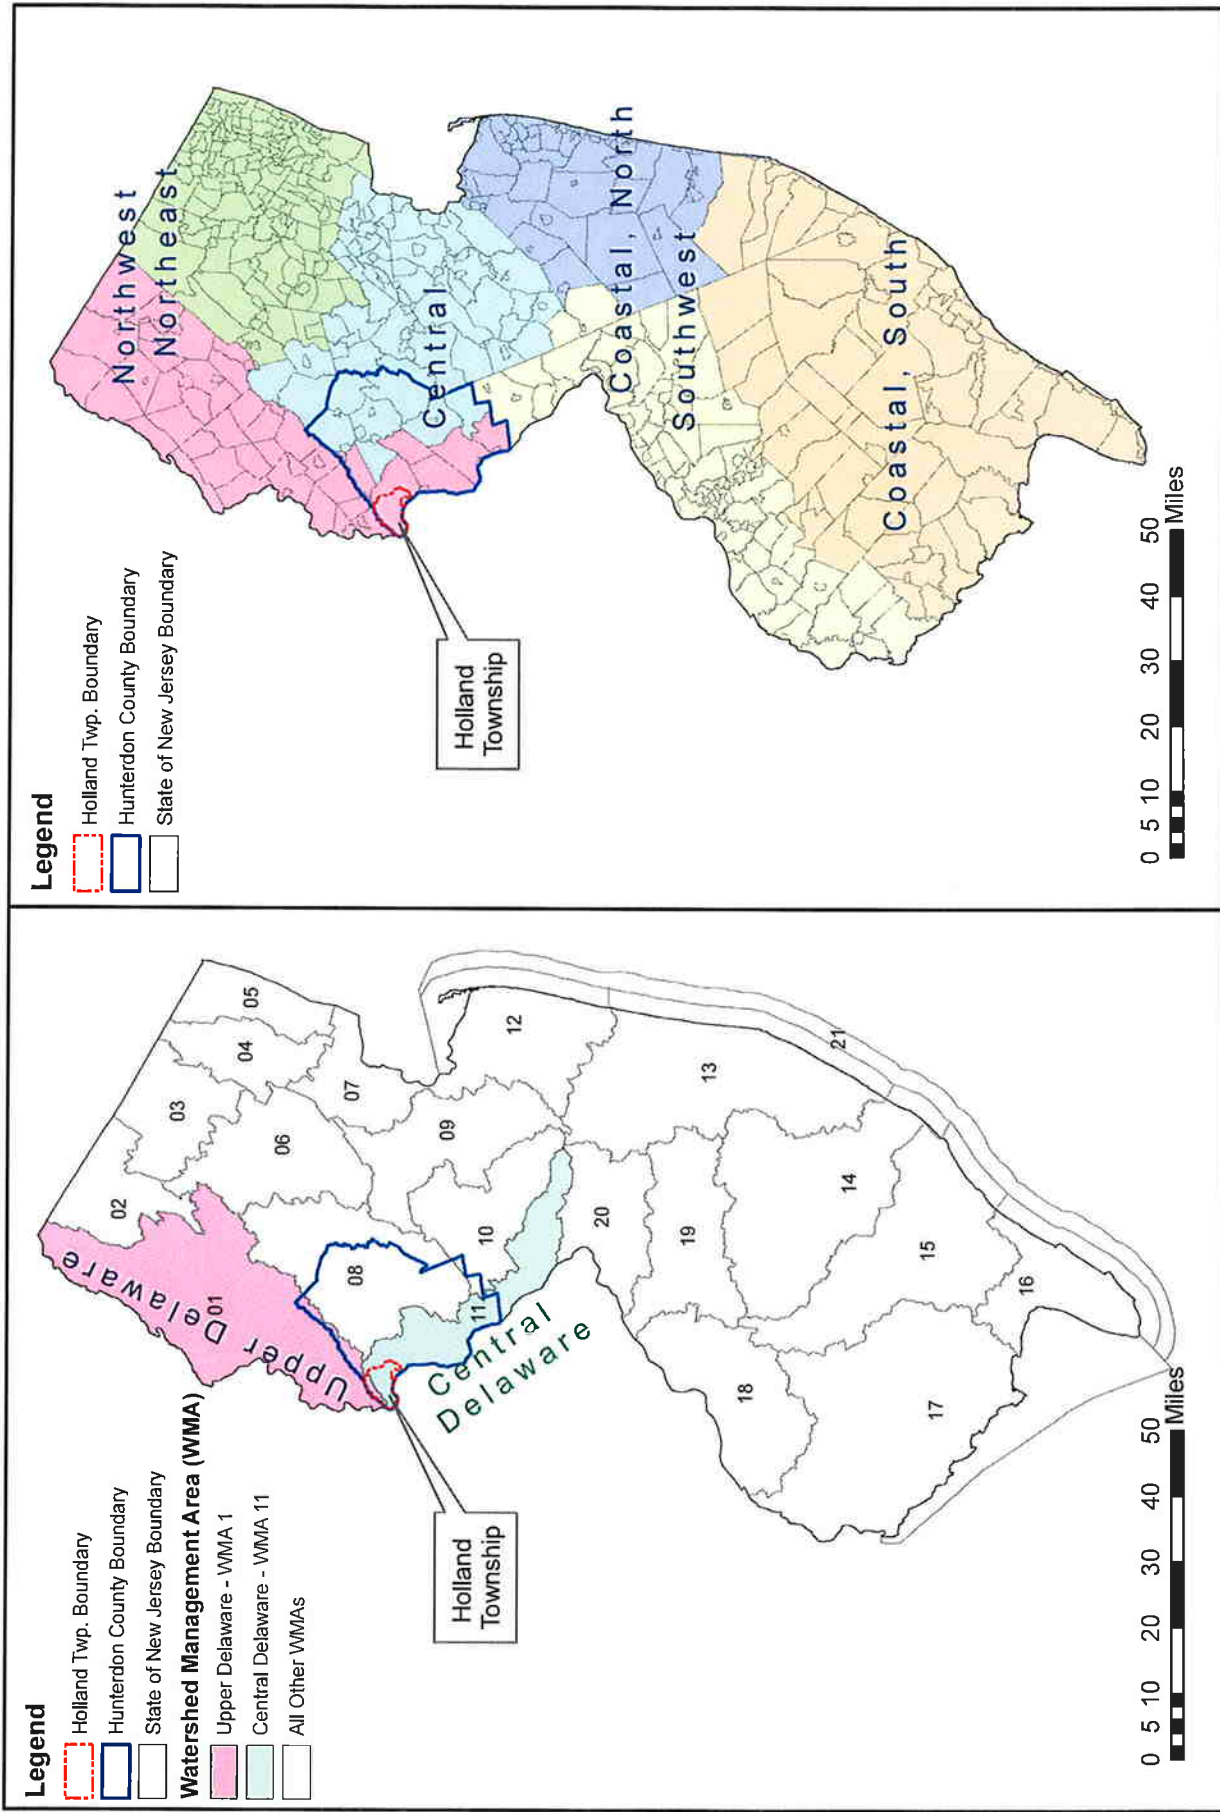 Legend
Holland Twp. Boundary
Hunterdon County Boundary
State of New Jersey Boundary
Watershed Management Area (WMA)
Upper Delaware - WMA 1
Central Delaware - WMA 11
All Other WMAs
Upper Delaware
01
02
03
04
05
06
07
08
09
10
11
12
13
14
15
16
17
18
19
20
21
Central
Delaware
Holland
Township
0 5 10 20 30 40 50
Miles
Legend
Holland Twp. Boundary
Hunterdon County Boundary
State of New Jersey Boundary
Northwest
Northeast
Central
Coastal, North
Southwest
Coastal, South
Holland
Township
0 5 10 20 30 40 50
Miles